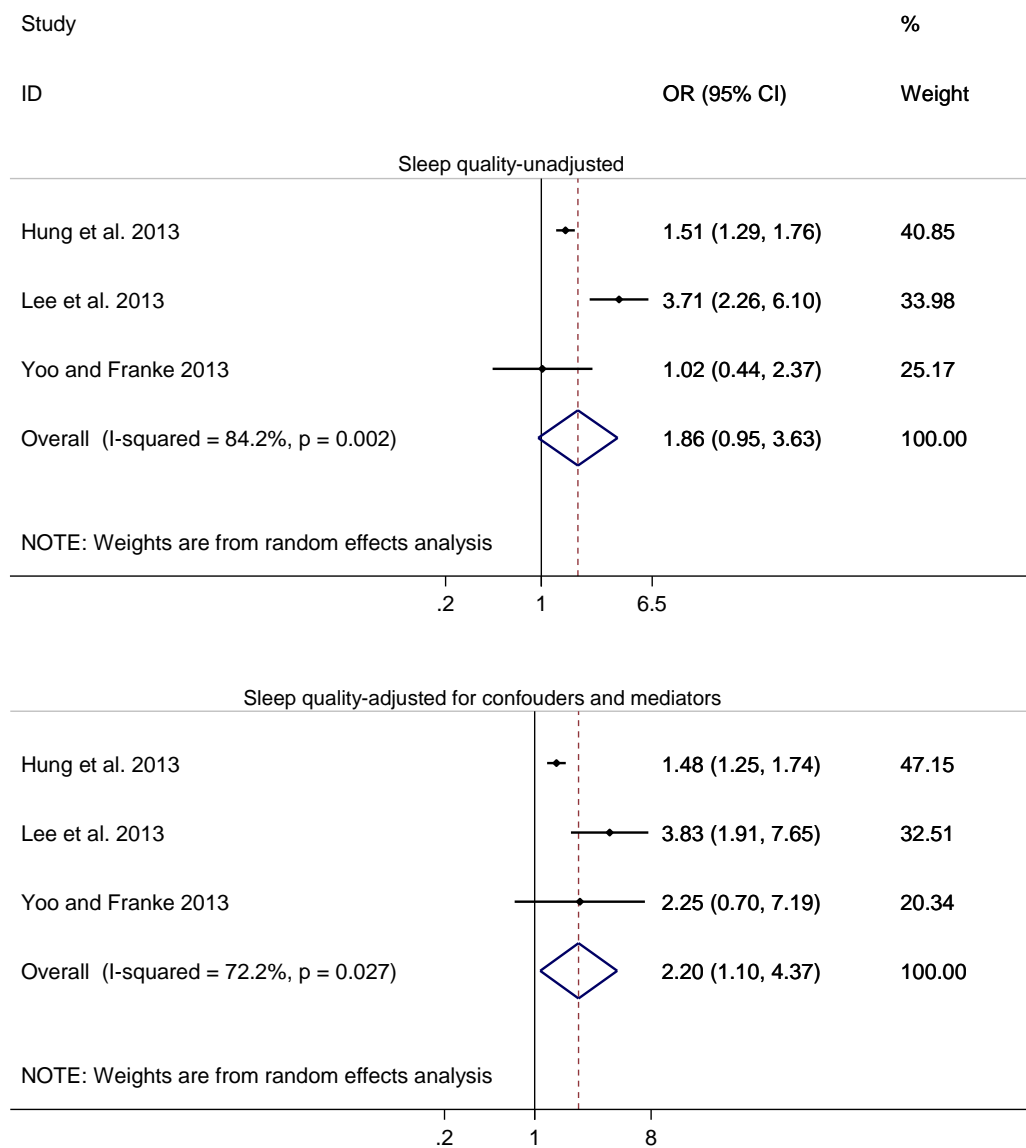 Study %
ID OR (95% CI) Weight
Sleep quality-unadjusted
Hung et al. 2013 1.51 (1.29, 1.76) 40.85
Lee et al. 2013 3.71 (2.26, 6.10) 33.98
Yoo and Franke 2013 1.02 (0.44, 2.37) 25.17
Overall (I-squared = 84.2%, p = 0.002) 1.86 (0.95, 3.63) 100.00
NOTE: Weights are from random effects analysis
.2 1 6.5
Sleep quality-adjusted for confouders and mediators
Hung et al. 2013 1.48 (1.25, 1.74) 47.15
Lee et al. 2013 3.83 (1.91, 7.65) 32.51
Yoo and Franke 2013 2.25 (0.70, 7.19) 20.34
Overall (I-squared = 72.2%, p = 0.027) 2.20 (1.10, 4.37) 100.00
NOTE: Weights are from random effects analysis
.2 1 8